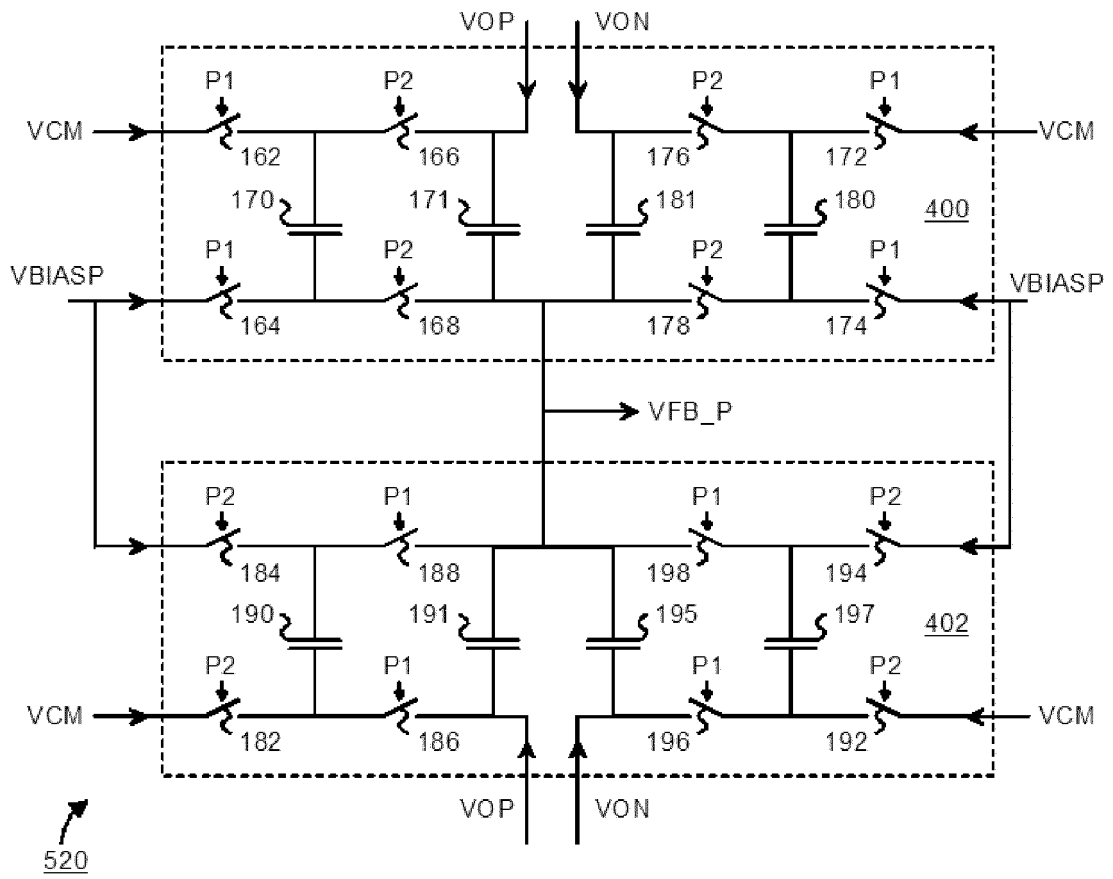 VOP VON
P1 P2 P2 P1
VCM VCM
162 166 176 172
170 171 181 180 400
P1 P2 P2 P1
VBIASP VBIASP
164 168 178 174
VFB_P
P2 P1 P1 P2
184 188 198 194
190 191 195 197 402
P2 P1 P1 P2
VCM VCM
182 186 196 192
VOP VON
520